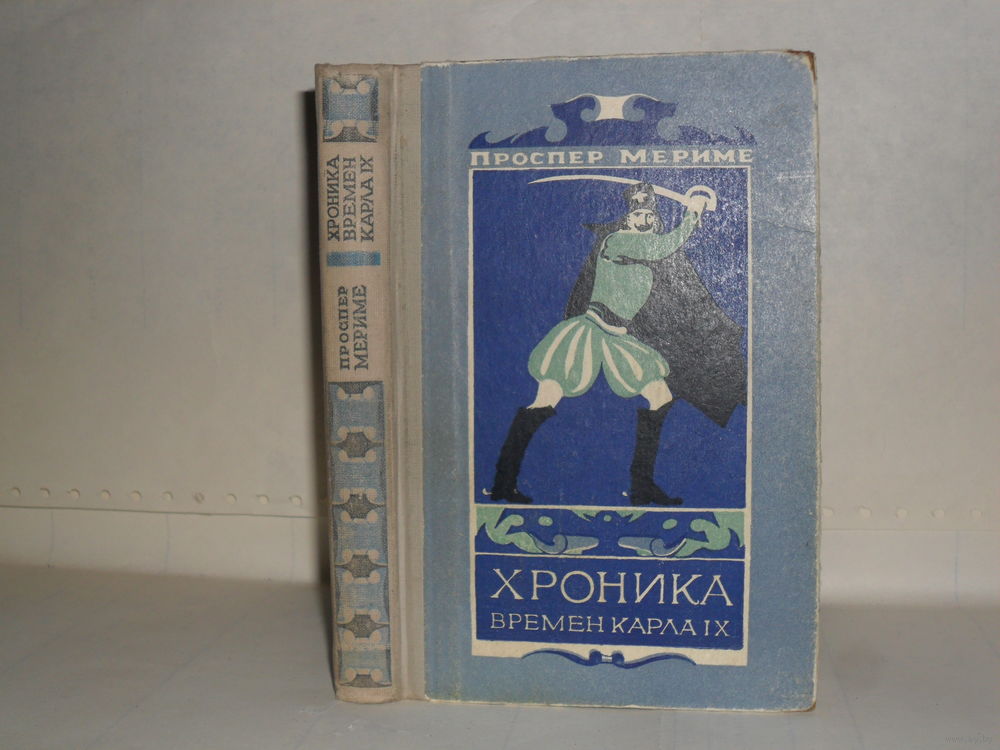 ХРОНИКА
ВРЕМЕН
КАРЛА IX
ПРОСПЕР
МЕРИМЕ
ПРОСПЕР МЕРИМЕ
ХРОНИКА
ВРЕМЕН КАРЛА IX